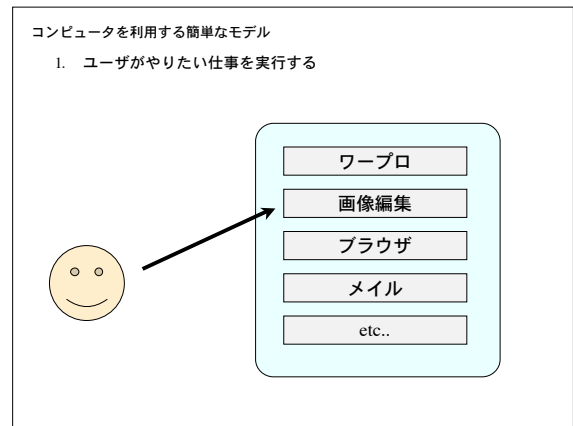 コンピュータを利用する簡単なモデル
1. ユーザがやりたい仕事を実行する
ワープロ
画像編集
ブラウザ
メイル
etc..